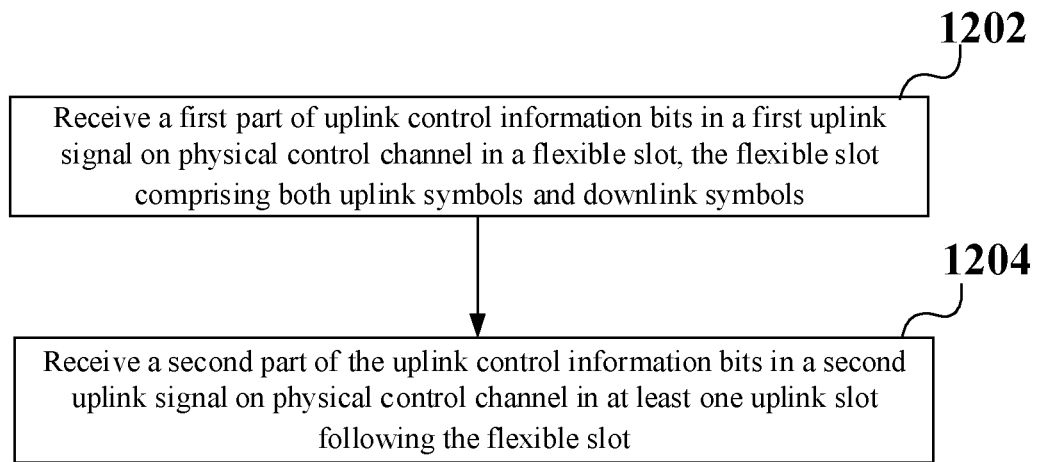 1202
Receive a first part of uplink control information bits in a first uplink
signal on physical control channel in a flexible slot, the flexible slot
comprising both uplink symbols and downlink symbols
1204
Receive a second part of the uplink control information bits in a second
uplink signal on physical control channel in at least one uplink slot
following the flexible slot